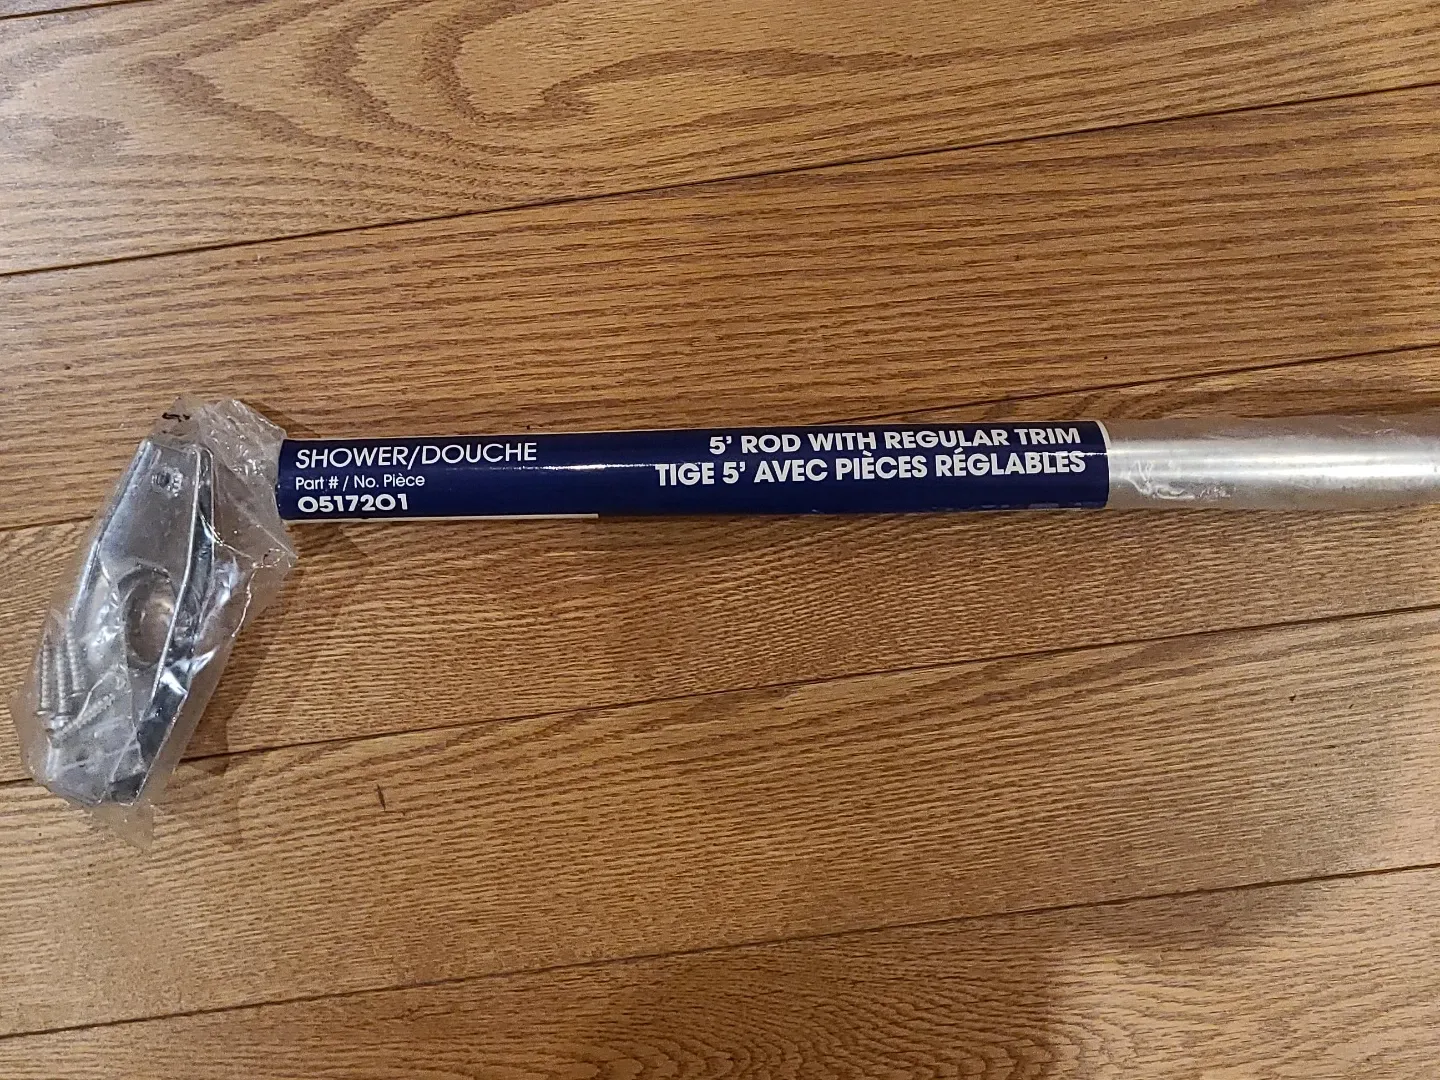 SHOWER/DOUCHE
Part # / No. Pièce
0517201
5' ROD WITH REGULAR TRIM
TIGE 5' AVEC PIÈCES RÉGLABLES